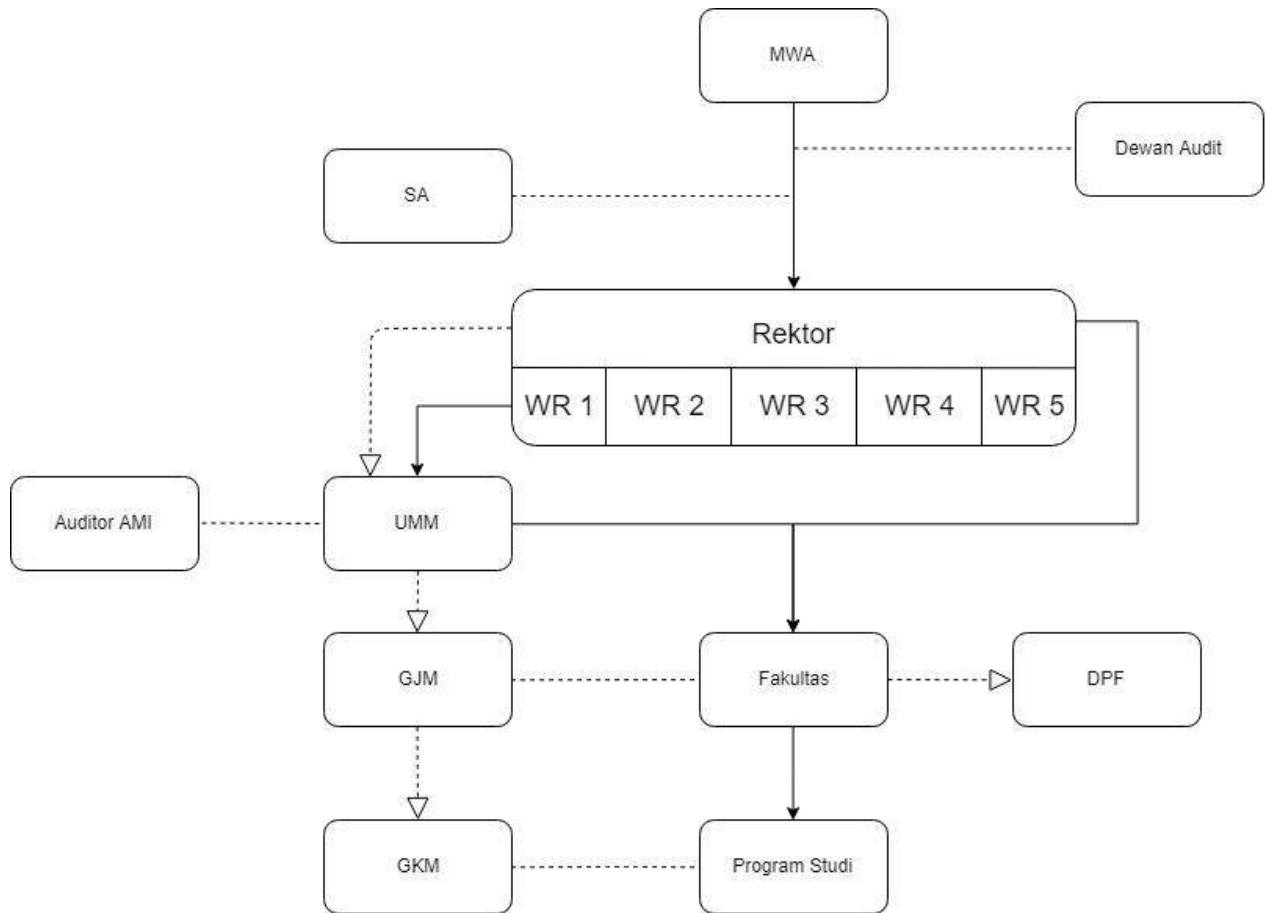 MWA
Dewan Audit
SA
Rektor
WR 1 WR 2 WR 3 WR 4 WR 5
Auditor AMI
UMM
GJM
Fakultas
DPF
GKM
Program Studi